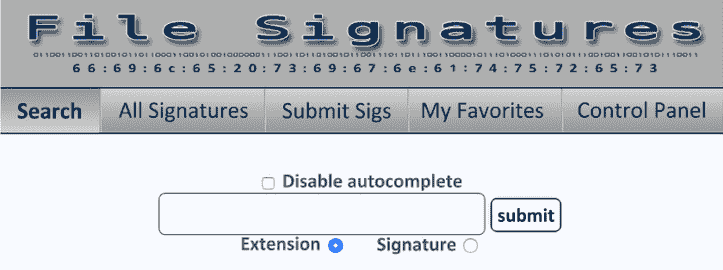 File Signatures
66:69:6c:65:20:73:69:67:6e:61:74:75:72:65:73
Search All Signatures Submit Sigs My Favorites Control Panel
Disable autocomplete
submit
Extension Signature